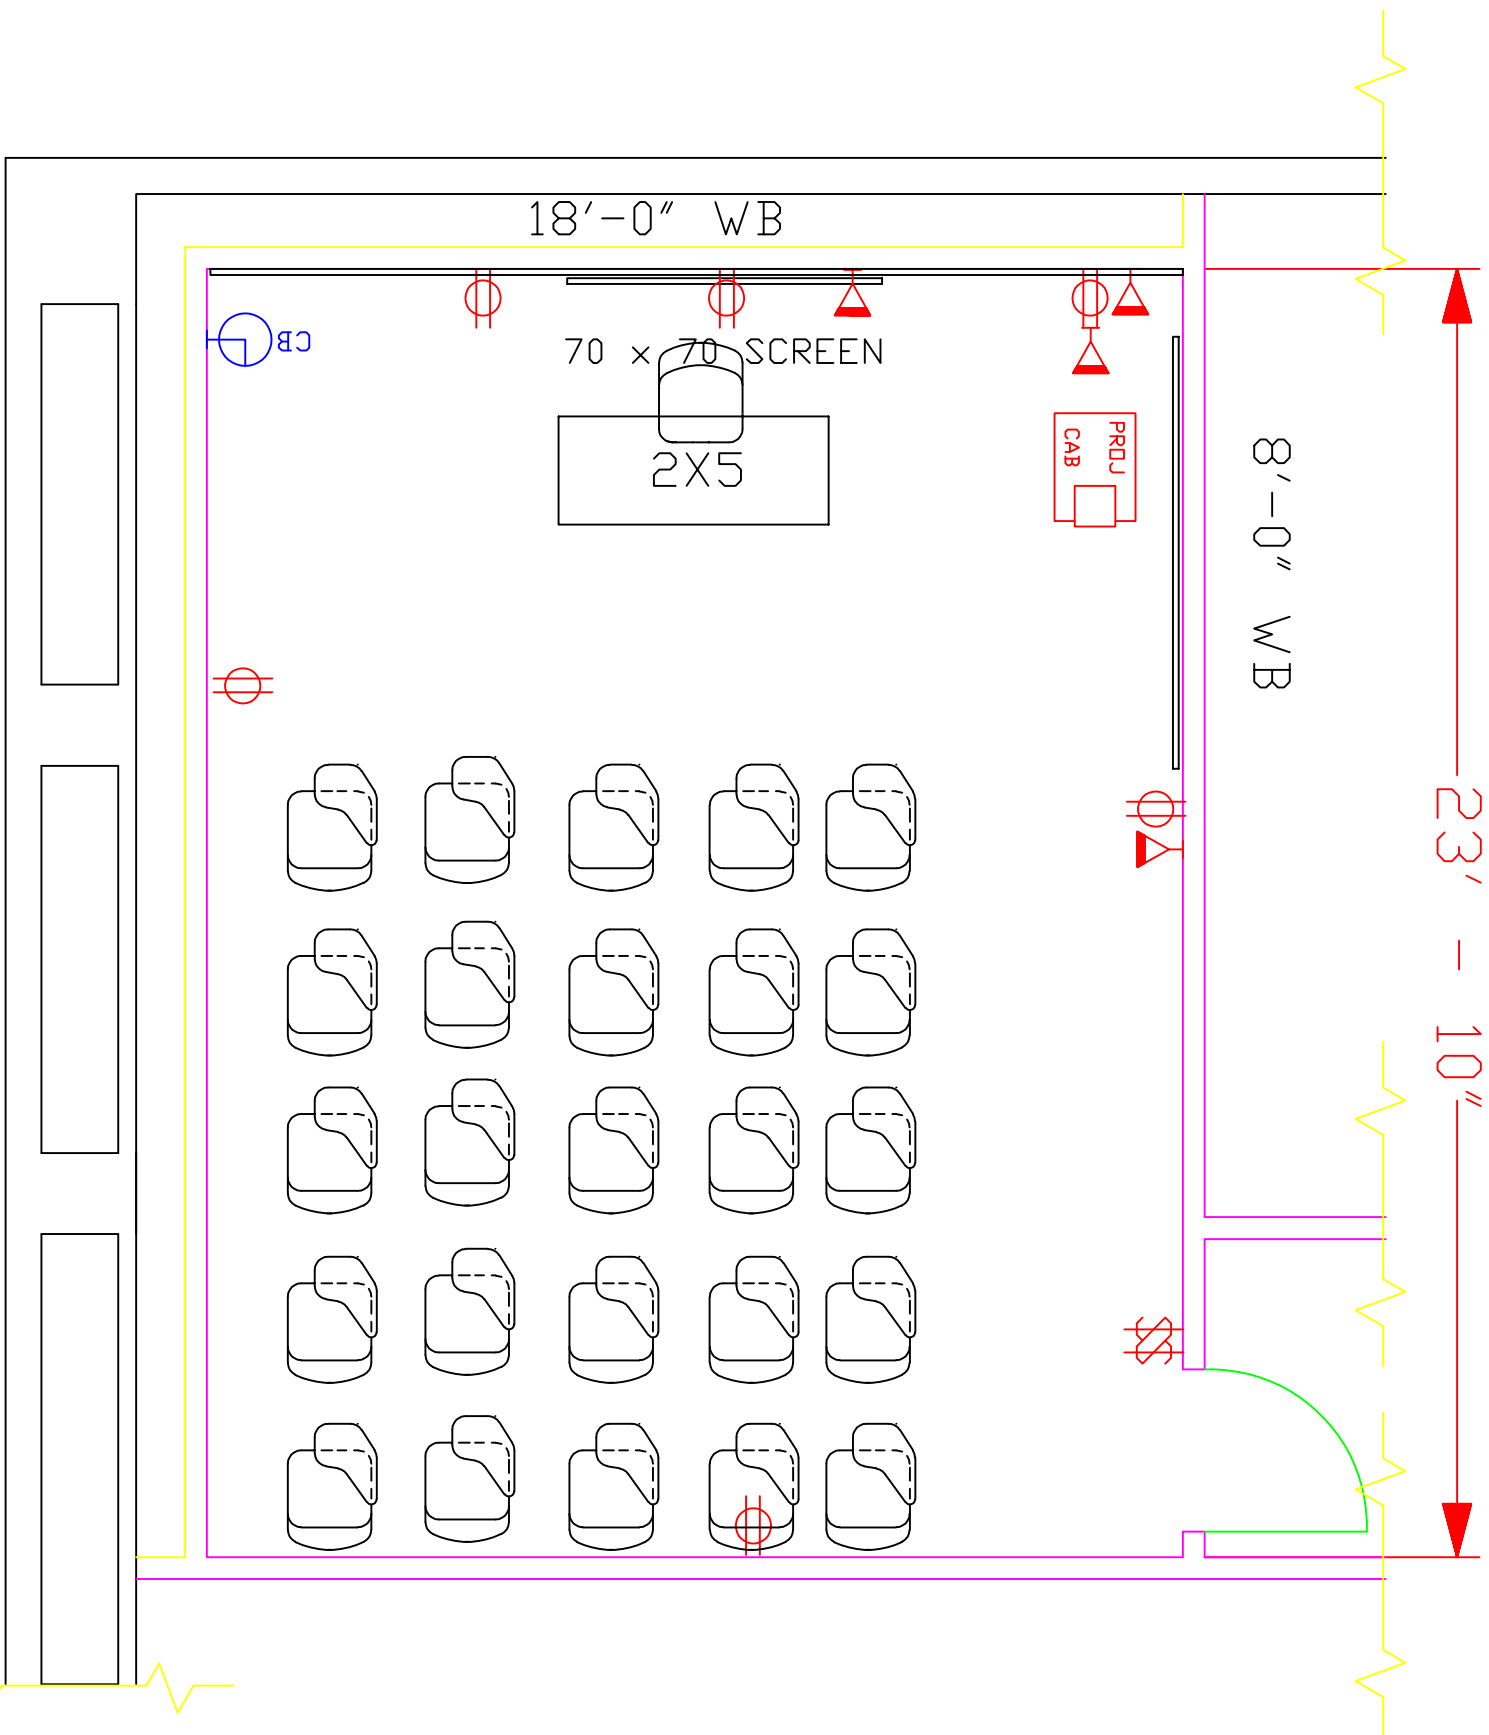 18'-0" WB
CB
70 x 70 SCREEN
2X5
PROJ
CAB
8'-0" WB
23' - 10"
$$